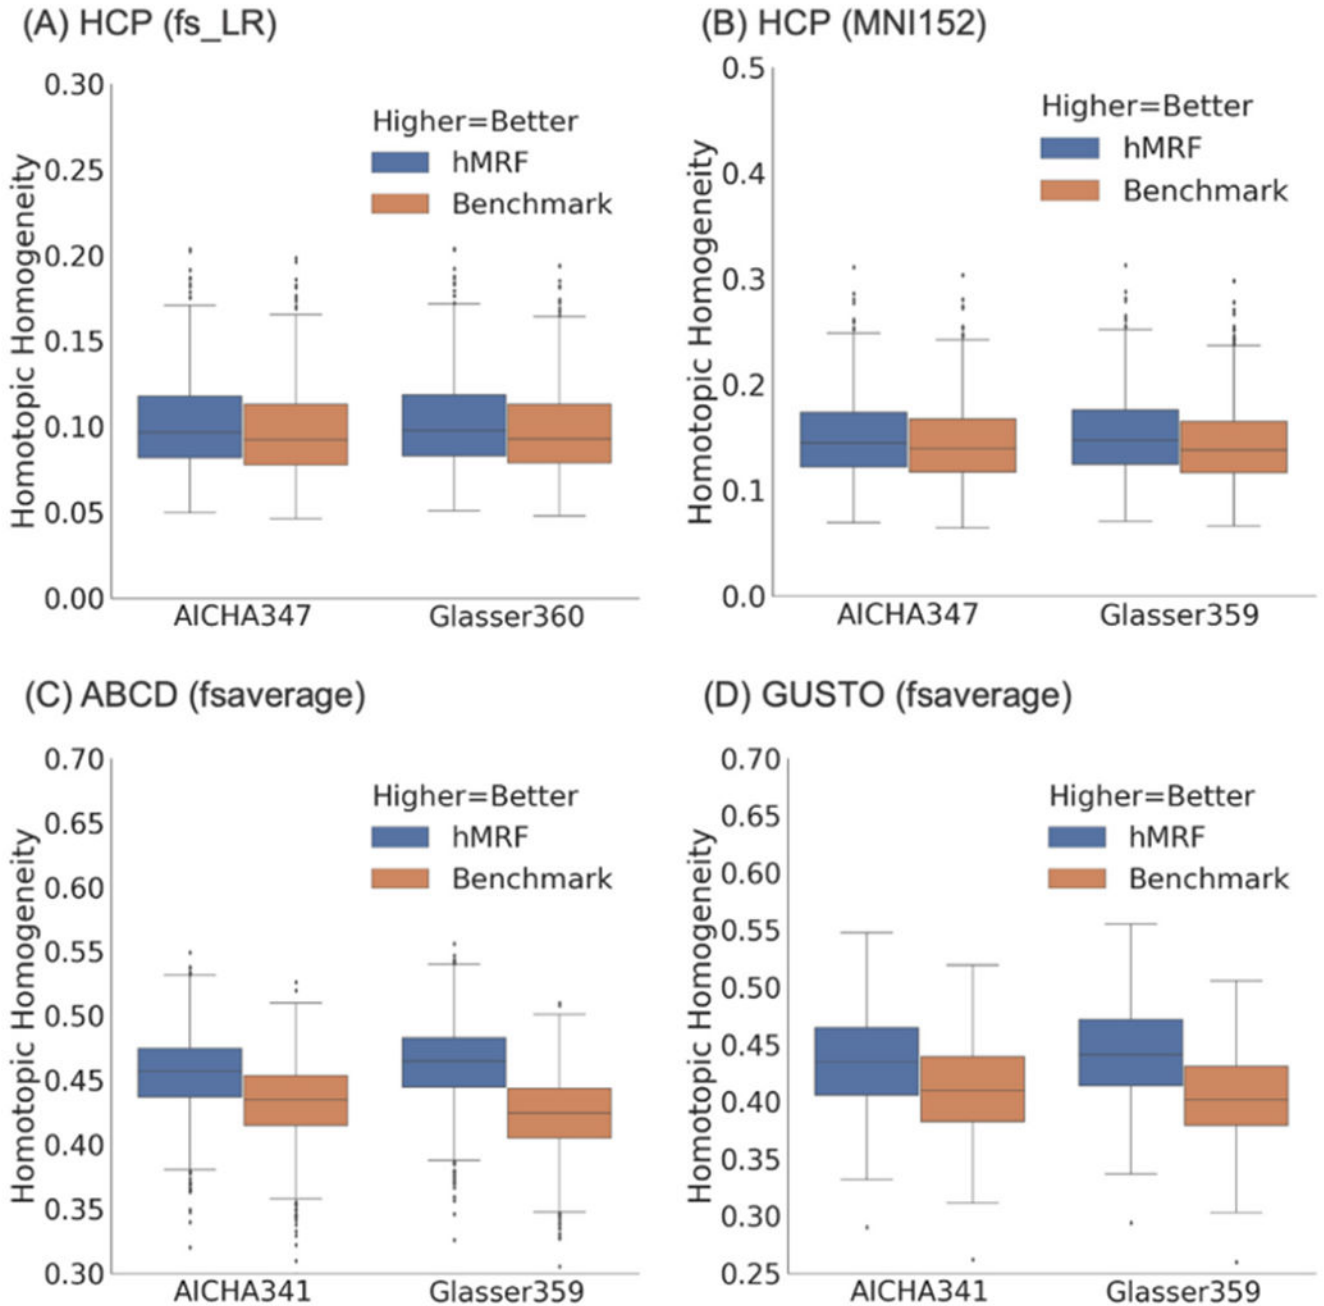 (A) HCP (fs_LR)
Homotopic Homogeneity
0.30
0.25
0.20
0.15
0.10
0.05
0.00
Higher=Better
hMRF
Benchmark
AICHA347
Glasser360
(B) HCP (MNI152)
Homotopic Homogeneity
0.5
0.4
0.3
0.2
0.1
0.0
Higher=Better
hMRF
Benchmark
AICHA347
Glasser359
(C) ABCD (fsaverage)
Homotopic Homogeneity
0.70
0.65
0.60
0.55
0.50
0.45
0.40
0.35
0.30
Higher=Better
hMRF
Benchmark
AICHA341
Glasser359
(D) GUSTO (fsaverage)
Homotopic Homogeneity
0.70
0.65
0.60
0.55
0.50
0.45
0.40
0.35
0.30
0.25
Higher=Better
hMRF
Benchmark
AICHA341
Glasser359